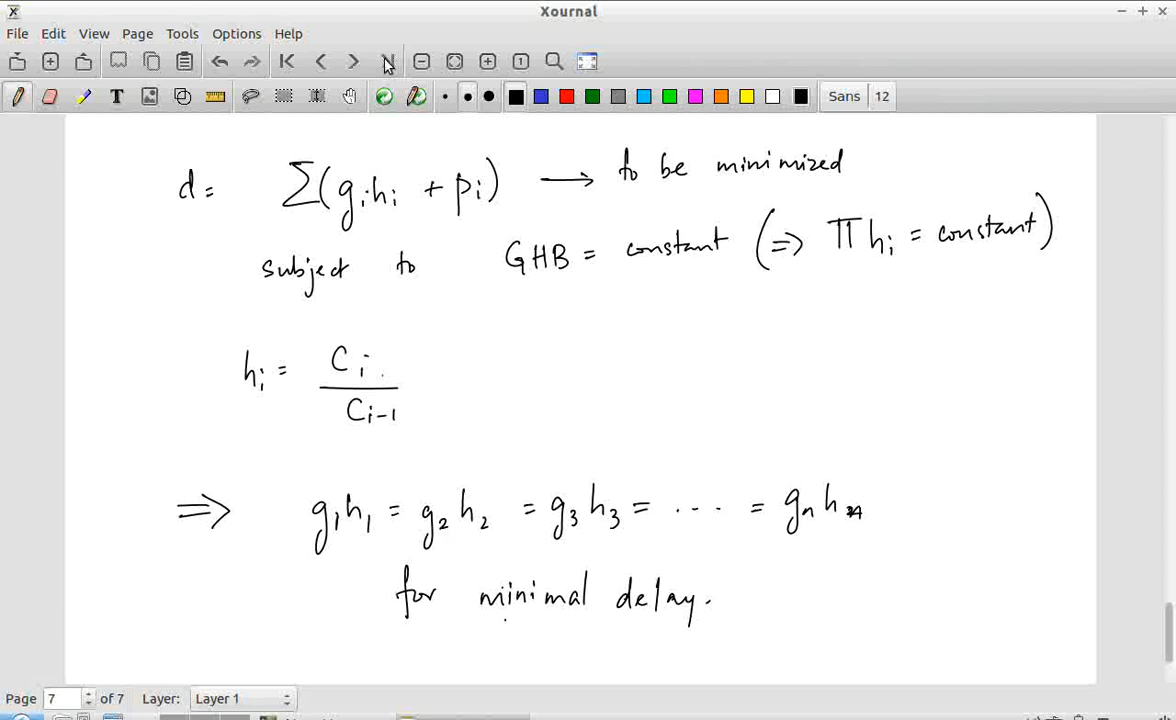 Xournal
File Edit View Page Tools Options Help
Sans 12
d = Σ(gᵢhᵢ + pᵢ) → to be minimized
subject to GHB = constant (⇒ Π hᵢ = constant)
hᵢ = Cᵢ / Cᵢ₋₁
⇒ g₁h₁ = g₂h₂ = g₃h₃ = ... = gₙhₙ
for minimal delay.
Page 7 of 7 Layer: Layer 1